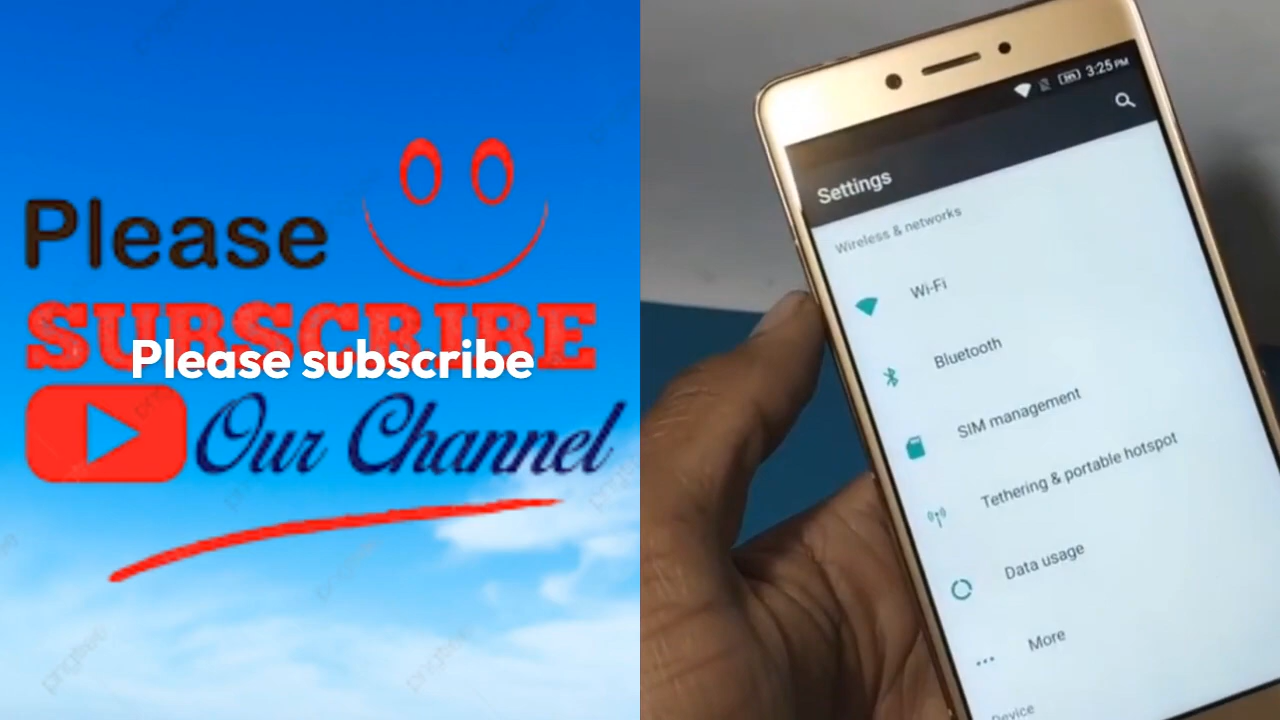 Please
SUBSCRIBE
Please subscribe
Our Channel
3:25 PM
Settings
Wireless & networks
Wi-Fi
Bluetooth
SIM management
Tethering & portable hotspot
Data usage
More
Device